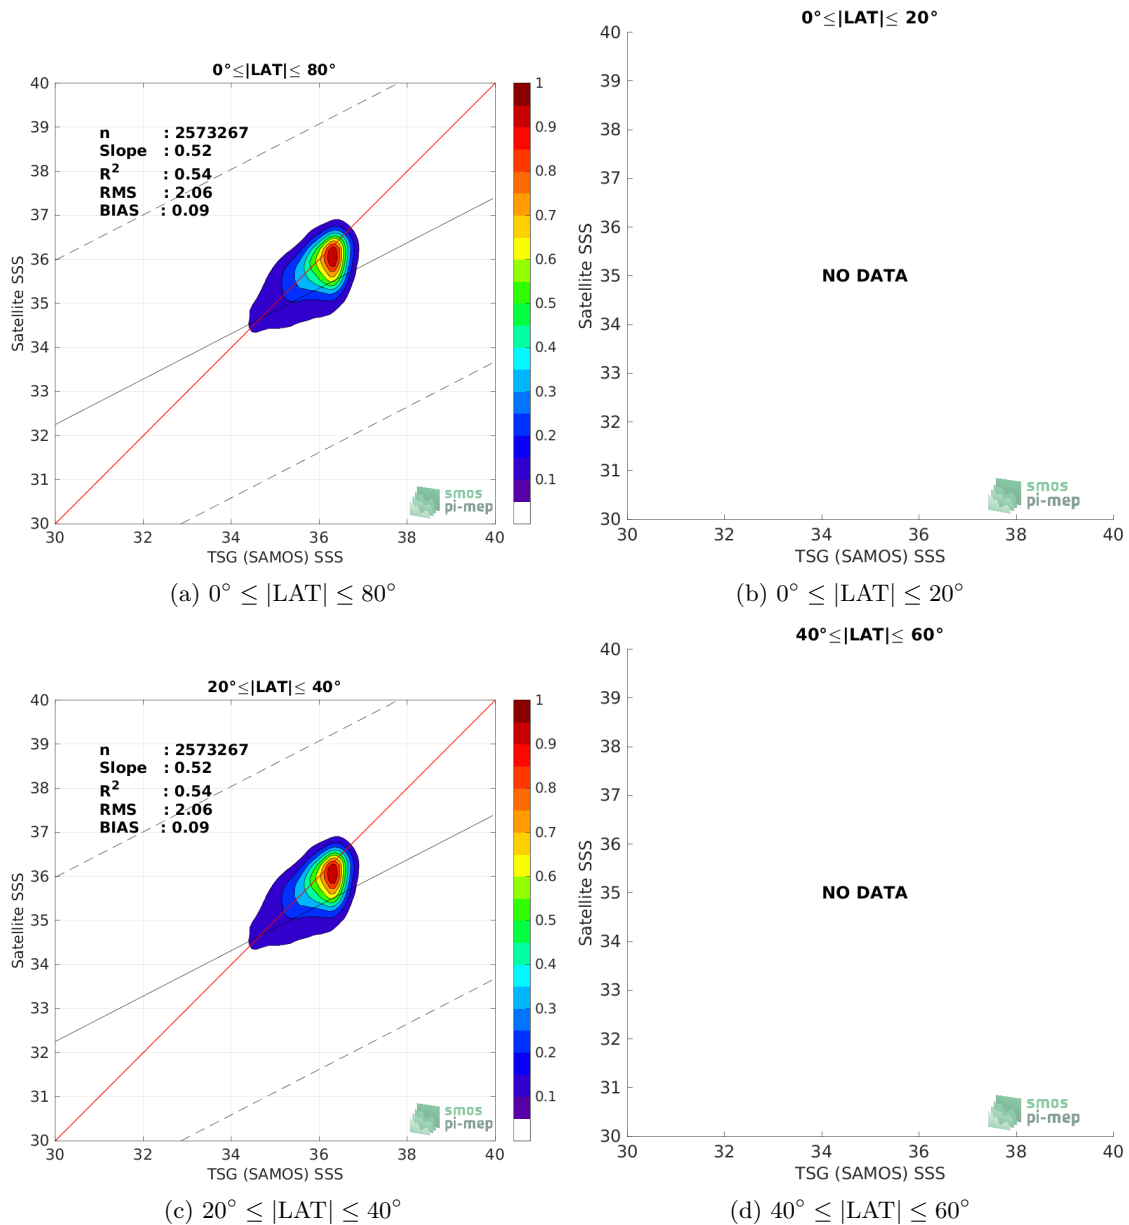 0°≤|LAT|≤ 80°
40
39
38
37
36
35
34
33
32
31
30
Satellite SSS
n : 2573267
Slope : 0.52
R² : 0.54
RMS : 2.06
BIAS : 0.09
1
0.9
0.8
0.7
0.6
0.5
0.4
0.3
0.2
0.1
smos
pi-mep
30 32 34 36 38 40
TSG (SAMOS) SSS
(a) 0° ≤ |LAT| ≤ 80°
0°≤|LAT|≤ 20°
40
39
38
37
36
35
34
33
32
31
30
Satellite SSS
NO DATA
smos
pi-mep
30 32 34 36 38 40
TSG (SAMOS) SSS
(b) 0° ≤ |LAT| ≤ 20°
20°≤|LAT|≤ 40°
40
39
38
37
36
35
34
33
32
31
30
Satellite SSS
n : 2573267
Slope : 0.52
R² : 0.54
RMS : 2.06
BIAS : 0.09
1
0.9
0.8
0.7
0.6
0.5
0.4
0.3
0.2
0.1
smos
pi-mep
30 32 34 36 38 40
TSG (SAMOS) SSS
(c) 20° ≤ |LAT| ≤ 40°
40°≤|LAT|≤ 60°
40
39
38
37
36
35
34
33
32
31
30
Satellite SSS
NO DATA
smos
pi-mep
30 32 34 36 38 40
TSG (SAMOS) SSS
(d) 40° ≤ |LAT| ≤ 60°